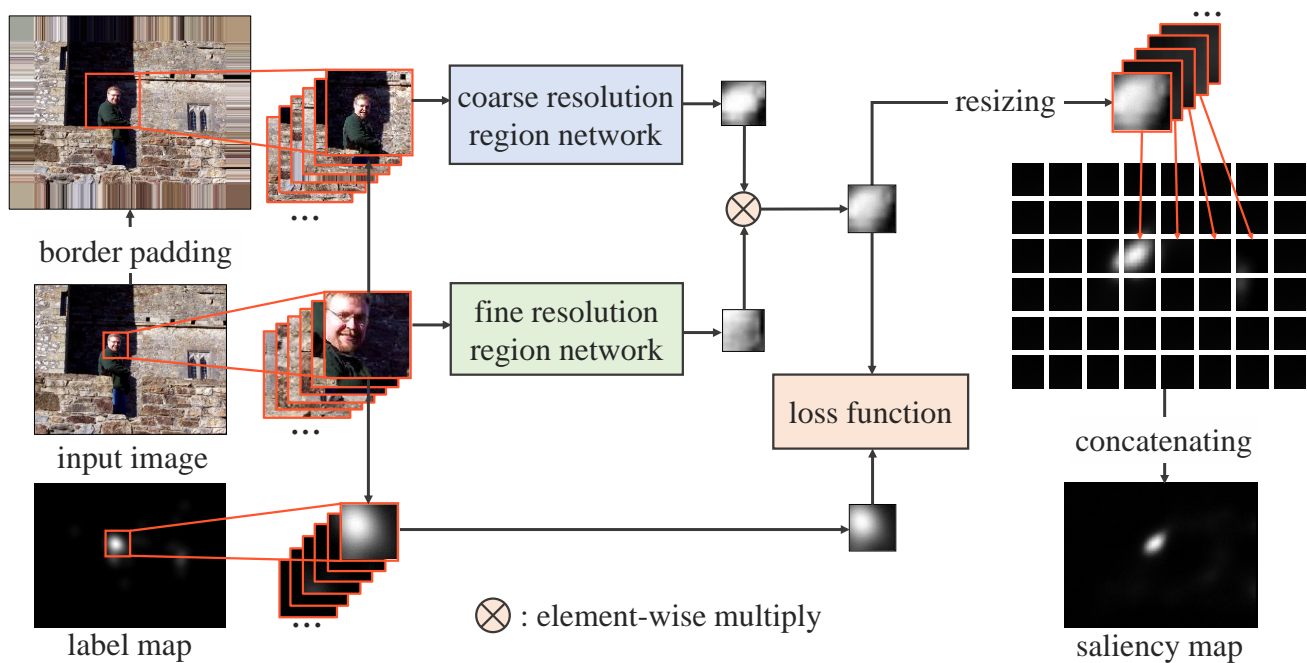 coarse resolution
region network
resizing
border padding
fine resolution
region network
loss function
input image
concatenating
: element-wise multiply
label map
saliency map